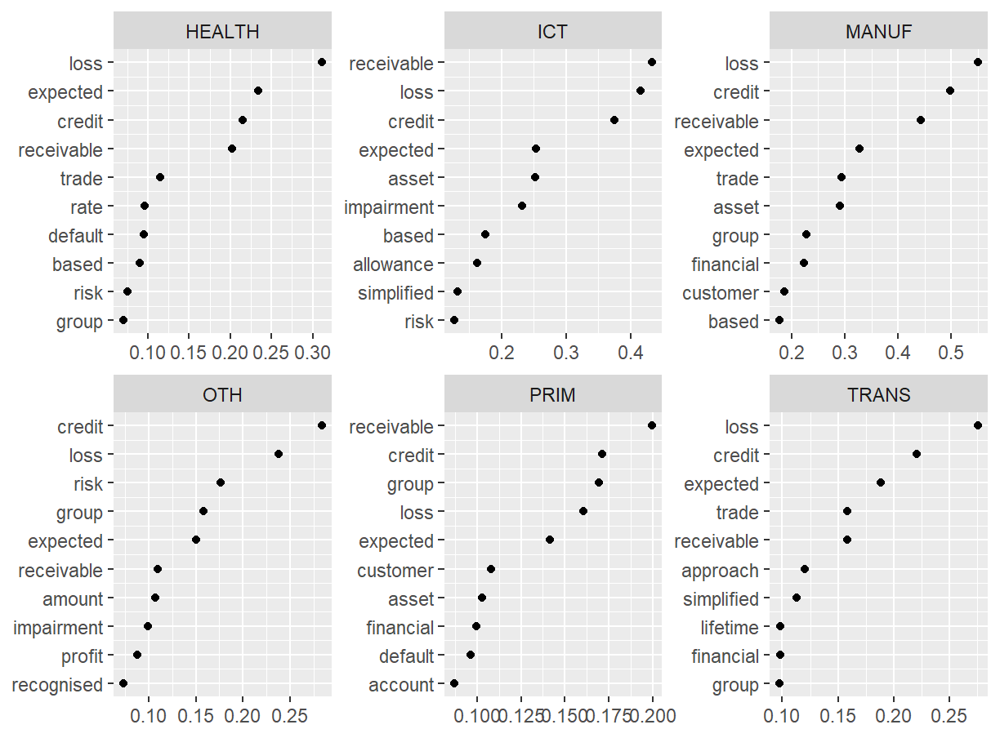 HEALTH
loss
expected
credit
receivable
trade
rate
default
based
risk
group
0.10 0.15 0.20 0.25 0.30
ICT
receivable
loss
credit
expected
asset
impairment
based
allowance
simplified
risk
0.2 0.3 0.4
MANUF
loss
credit
receivable
expected
trade
asset
group
financial
customer
based
0.2 0.3 0.4 0.5
OTH
credit
loss
risk
group
expected
receivable
amount
impairment
profit
recognised
0.10 0.15 0.20 0.25
PRIM
receivable
credit
group
loss
expected
customer
asset
financial
default
account
0.100 0.125 0.150 0.175 0.200
TRANS
loss
credit
expected
trade
receivable
approach
simplified
lifetime
financial
group
0.10 0.15 0.20 0.25